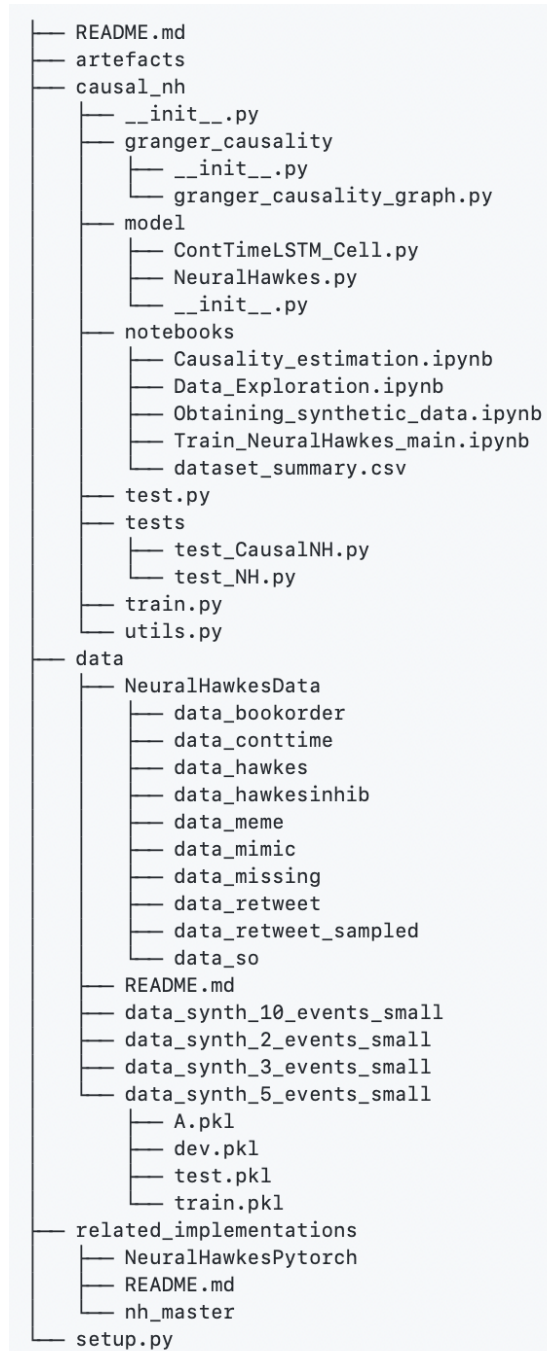 ├── README.md
├── artefacts
├── causal_nh
│   ├── __init__.py
│   ├── granger_causality
│   │   ├── __init__.py
│   │   └── granger_causality_graph.py
│   ├── model
│   │   ├── ContTimeLSTM_Cell.py
│   │   ├── NeuralHawkes.py
│   │   └── __init__.py
│   ├── notebooks
│   │   ├── Causality_estimation.ipynb
│   │   ├── Data_Exploration.ipynb
│   │   ├── Obtaining_synthetic_data.ipynb
│   │   ├── Train_NeuralHawkes_main.ipynb
│   │   └── dataset_summary.csv
│   ├── test.py
│   ├── tests
│   │   ├── test_CausalNH.py
│   │   └── test_NH.py
│   ├── train.py
│   └── utils.py
├── data
│   ├── NeuralHawkesData
│   │   ├── data_bookorder
│   │   ├── data_conttime
│   │   ├── data_hawkes
│   │   ├── data_hawkesinhib
│   │   ├── data_meme
│   │   ├── data_mimic
│   │   ├── data_missing
│   │   ├── data_retweet
│   │   ├── data_retweet_sampled
│   │   └── data_so
│   ├── README.md
│   ├── data_synth_10_events_small
│   ├── data_synth_2_events_small
│   ├── data_synth_3_events_small
│   └── data_synth_5_events_small
│       ├── A.pkl
│       ├── dev.pkl
│       ├── test.pkl
│       └── train.pkl
├── related_implementations
│   ├── NeuralHawkesPytorch
│   ├── README.md
│   └── nh_master
└── setup.py